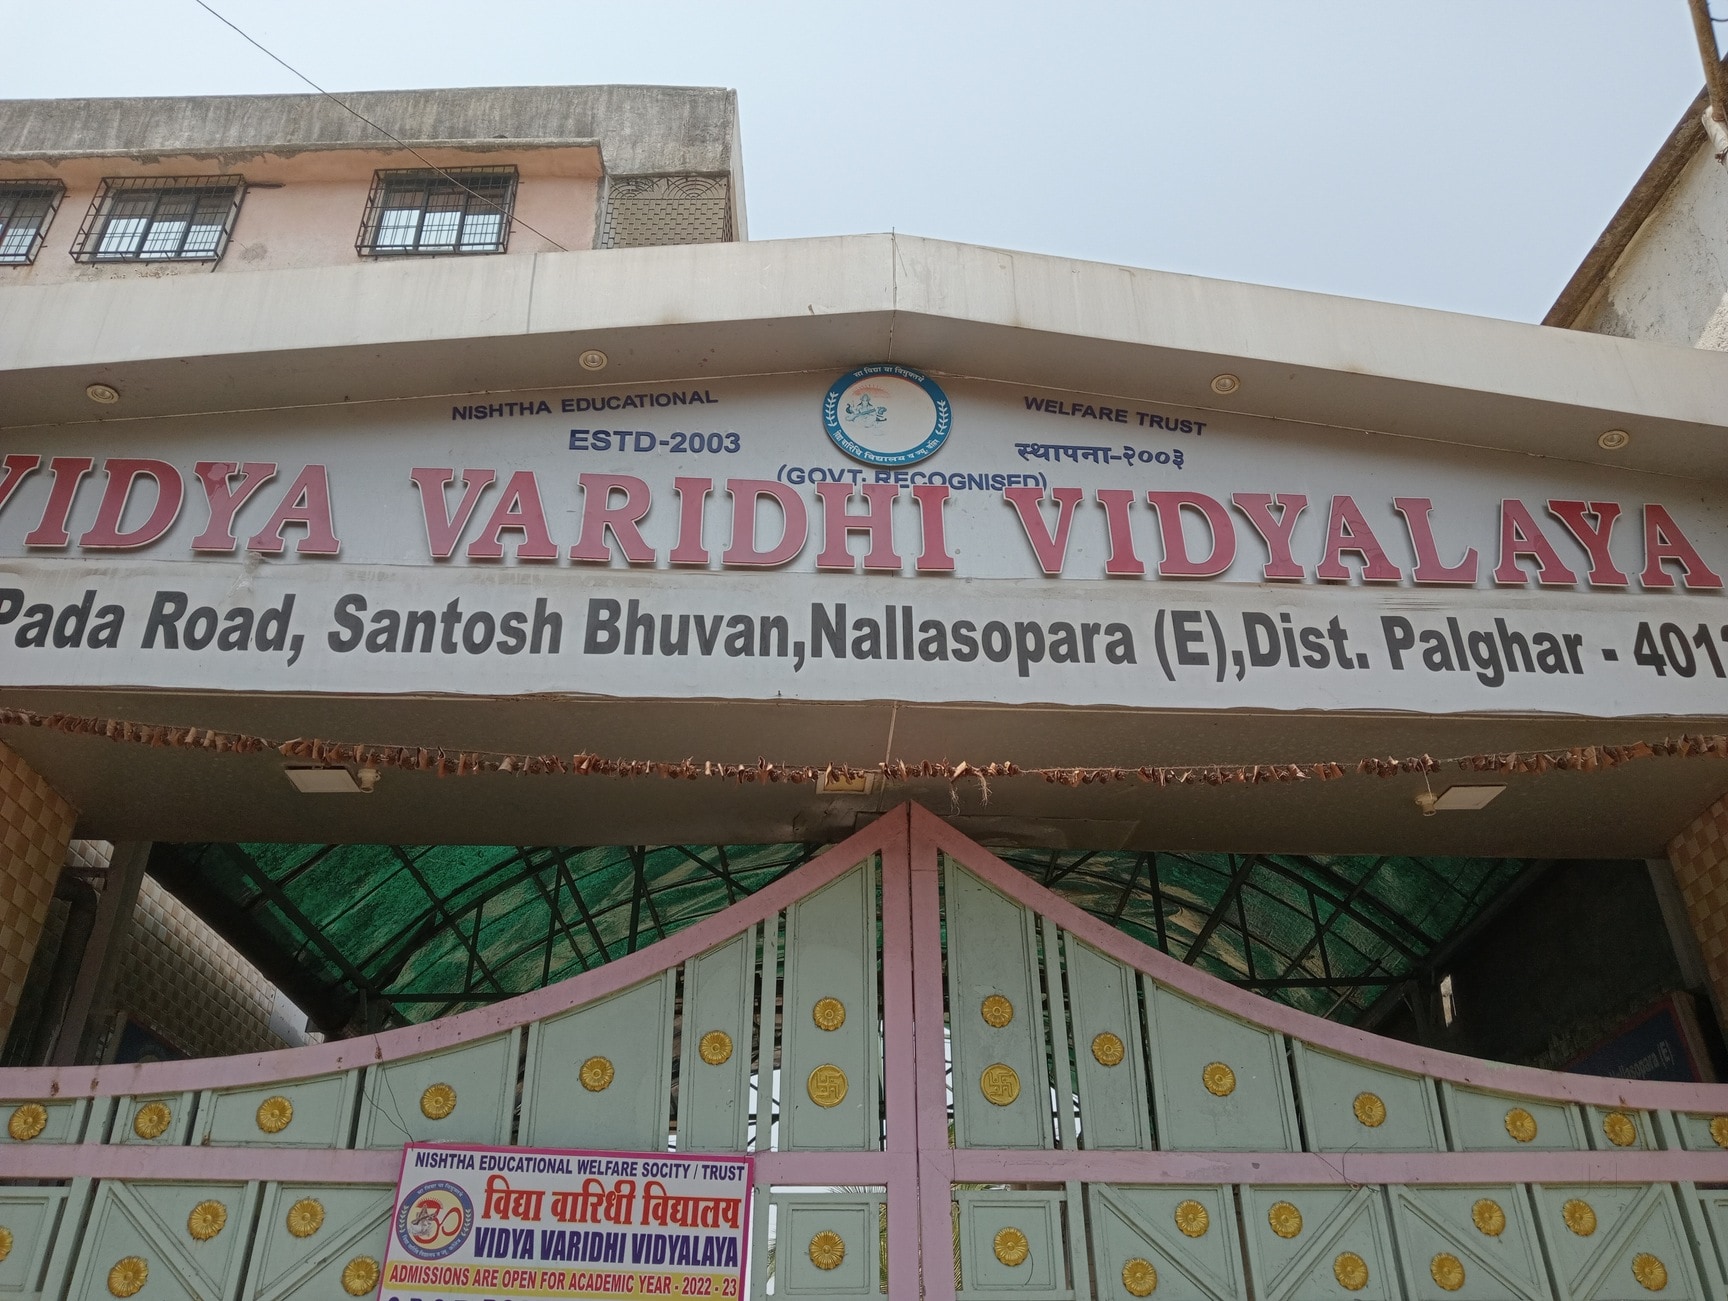 सा विद्या या विमुक्तये
NISHTHA EDUCATIONAL WELFARE TRUST
ESTD-2003 स्थापना-२००३
(GOVT. RECOGNISED)
VIDYA VARIDHI VIDYALAYA
Pada Road, Santosh Bhuvan,Nallasopara (E),Dist. Palghar - 401
Nallasopara (E)
NISHTHA EDUCATIONAL WELFARE SOCITY / TRUST
विद्या वारिधी विद्यालय
VIDYA VARIDHI VIDYALAYA
ADMISSIONS ARE OPEN FOR ACADEMIC YEAR - 2022 - 23